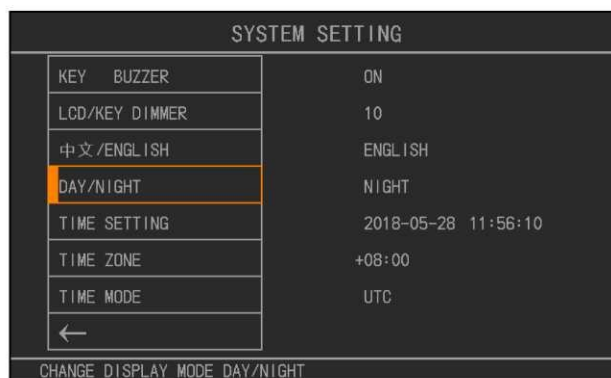 SYSTEM SETTING
KEY BUZZER ON
LCD/KEY DIMMER 10
中文/ENGLISH ENGLISH
DAY/NIGHT NIGHT
TIME SETTING 2018-05-28 11:56:10
TIME ZONE +08:00
TIME MODE UTC
←
CHANGE DISPLAY MODE DAY/NIGHT